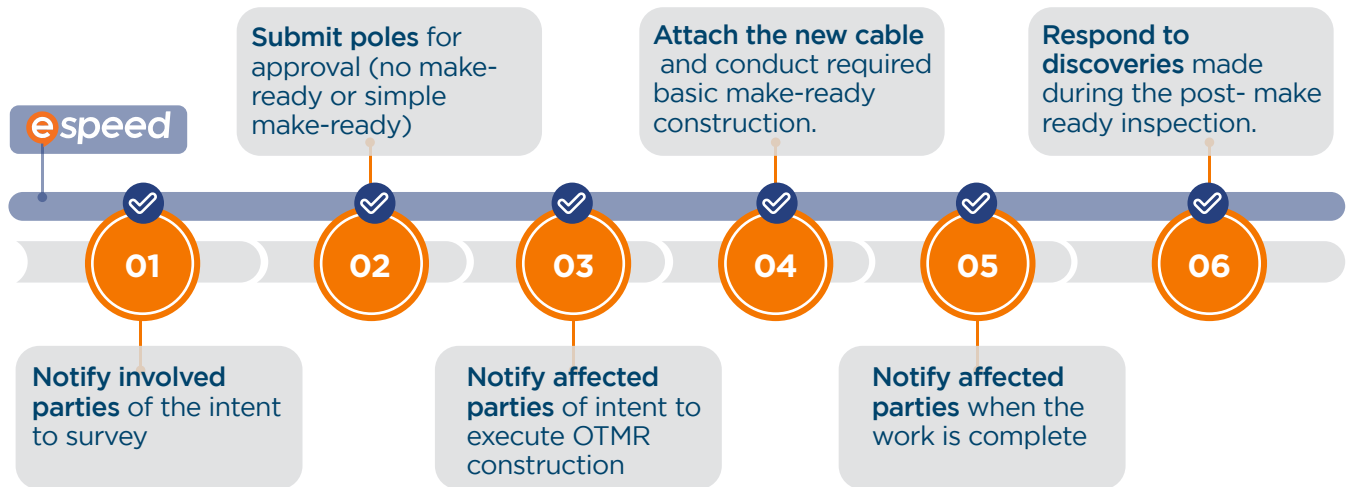 espeed
Submit poles for
approval (no make-
ready or simple
make-ready)
Attach the new cable
and conduct required
basic make-ready
construction.
Respond to
discoveries made
during the post- make
ready inspection.
01
02
03
04
05
06
Notify involved
parties of the intent
to survey
Notify affected
parties of intent to
execute OTMR
construction
Notify affected
parties when the
work is complete